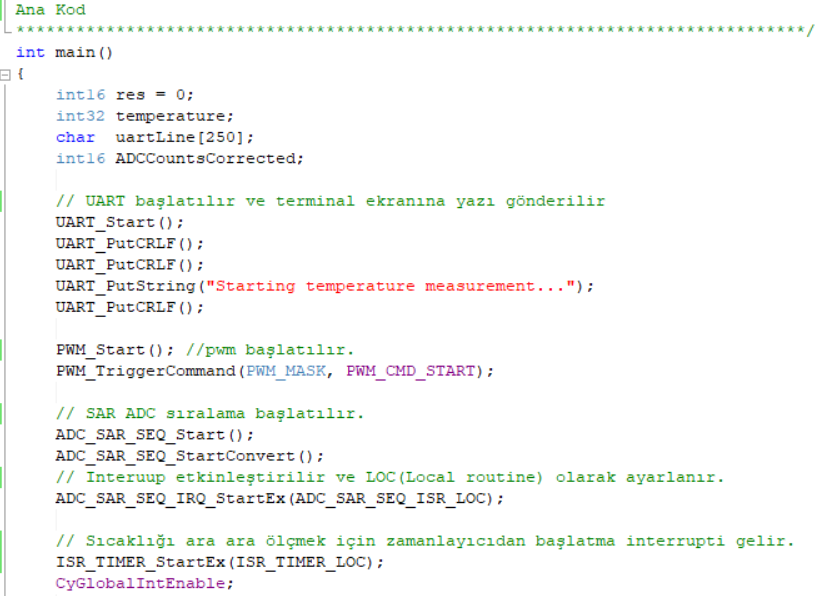 Ana Kod
*******************************************************************************/
int main()
{
int16 res = 0;
int32 temperature;
char  uartLine[250];
int16 ADCCountsCorrected;
// UART başlatılır ve terminal ekranına yazı gönderilir
UART_Start();
UART_PutCRLF();
UART_PutCRLF();
UART_PutString("Starting temperature measurement...");
UART_PutCRLF();
PWM_Start(); //pwm başlatılır.
PWM_TriggerCommand(PWM_MASK, PWM_CMD_START);
// SAR ADC sıralama başlatılır.
ADC_SAR_SEQ_Start();
ADC_SAR_SEQ_StartConvert();
// Interuup etkinleştirilir ve LOC(Local routine) olarak ayarlanır.
ADC_SAR_SEQ_IRQ_StartEx(ADC_SAR_SEQ_ISR_LOC);
// Sıcaklığı ara ara ölçmek için zamanlayıcıdan başlatma interrupti gelir.
ISR_TIMER_StartEx(ISR_TIMER_LOC);
CyGlobalIntEnable;